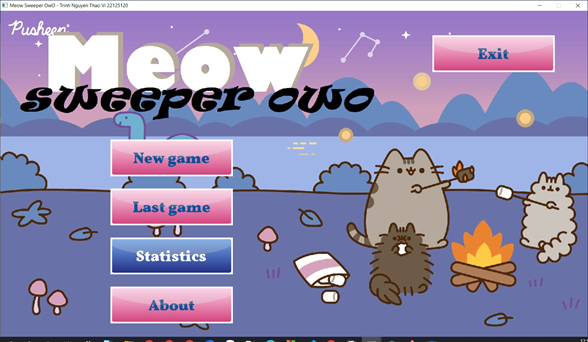 Meow Sweeper OwO - Trinh Nguyen Thao Vi 22125120
Pusheen
Meow
sweeper owo
Exit
New game
Last game
Statistics
About